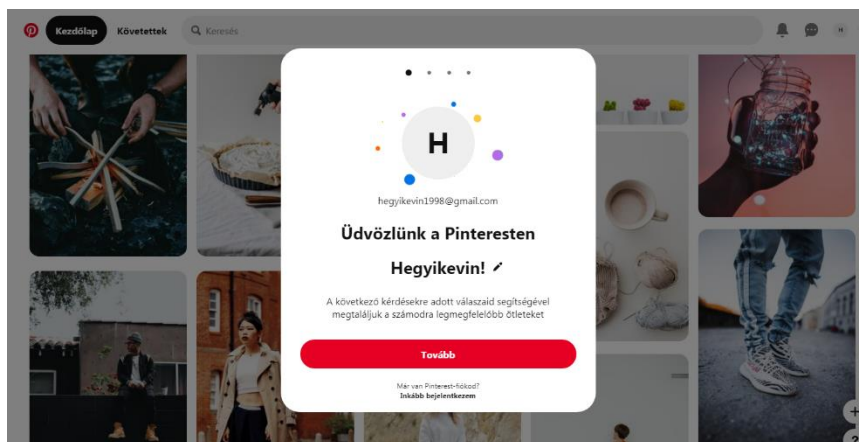 Kezdőlap Követettek Keresés
H
hegyikevin1998@gmail.com
Üdvözlünk a Pinteresten
Hegyikevin!
A következő kérdésekre adott válaszaid segítségével
megtaláljuk a számodra legmegfelelőbb ötleteket
Tovább
Már van Pinterest-fiókod?
Inkább bejelentkezem